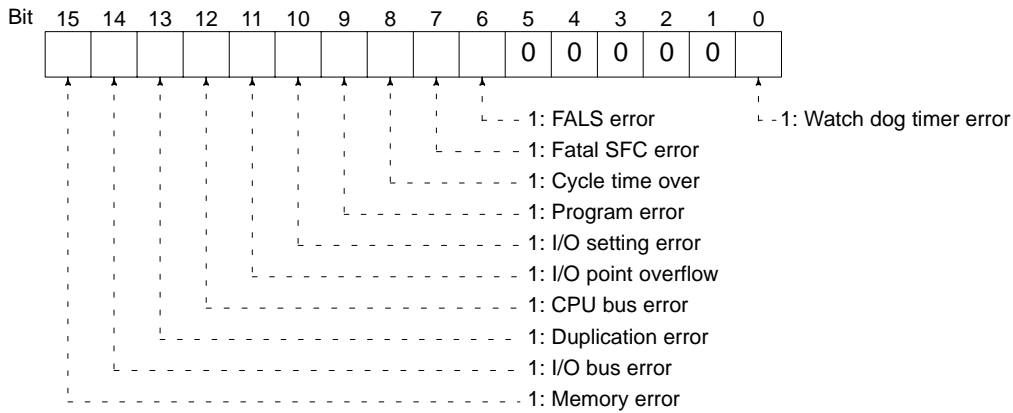 Bit 15 14 13 12 11 10 9 8 7 6 5 4 3 2 1 0
0 0 0 0 0
1: FALS error 1: Watch dog timer error
1: Fatal SFC error
1: Cycle time over
1: Program error
1: I/O setting error
1: I/O point overflow
1: CPU bus error
1: Duplication error
1: I/O bus error
1: Memory error